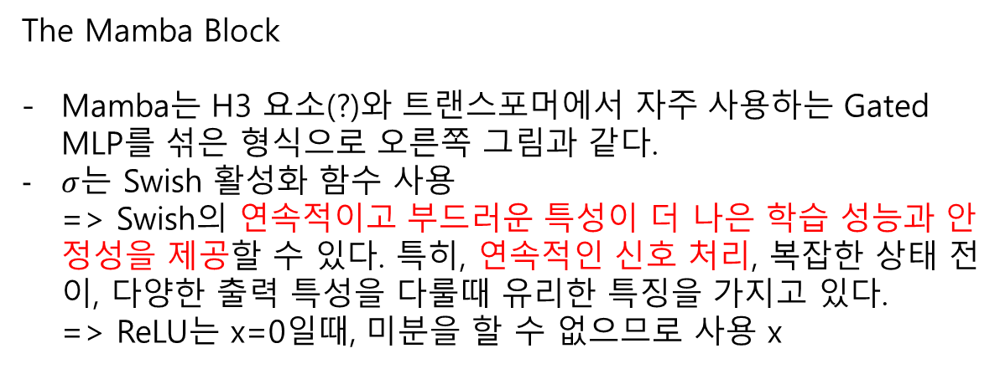 The Mamba Block
- Mamba는 H3 요소(?)와 트랜스포머에서 자주 사용하는 Gated
MLP를 섞은 형식으로 오른쪽 그림과 같다.
- 𝜎는 Swish 활성화 함수 사용
=> Swish의 연속적이고 부드러운 특성이 더 나은 학습 성능과 안
정성을 제공할 수 있다. 특히, 연속적인 신호 처리, 복잡한 상태 전
이, 다양한 출력 특성을 다룰때 유리한 특징을 가지고 있다.
=> ReLU는 x=0일때, 미분을 할 수 없으므로 사용 x